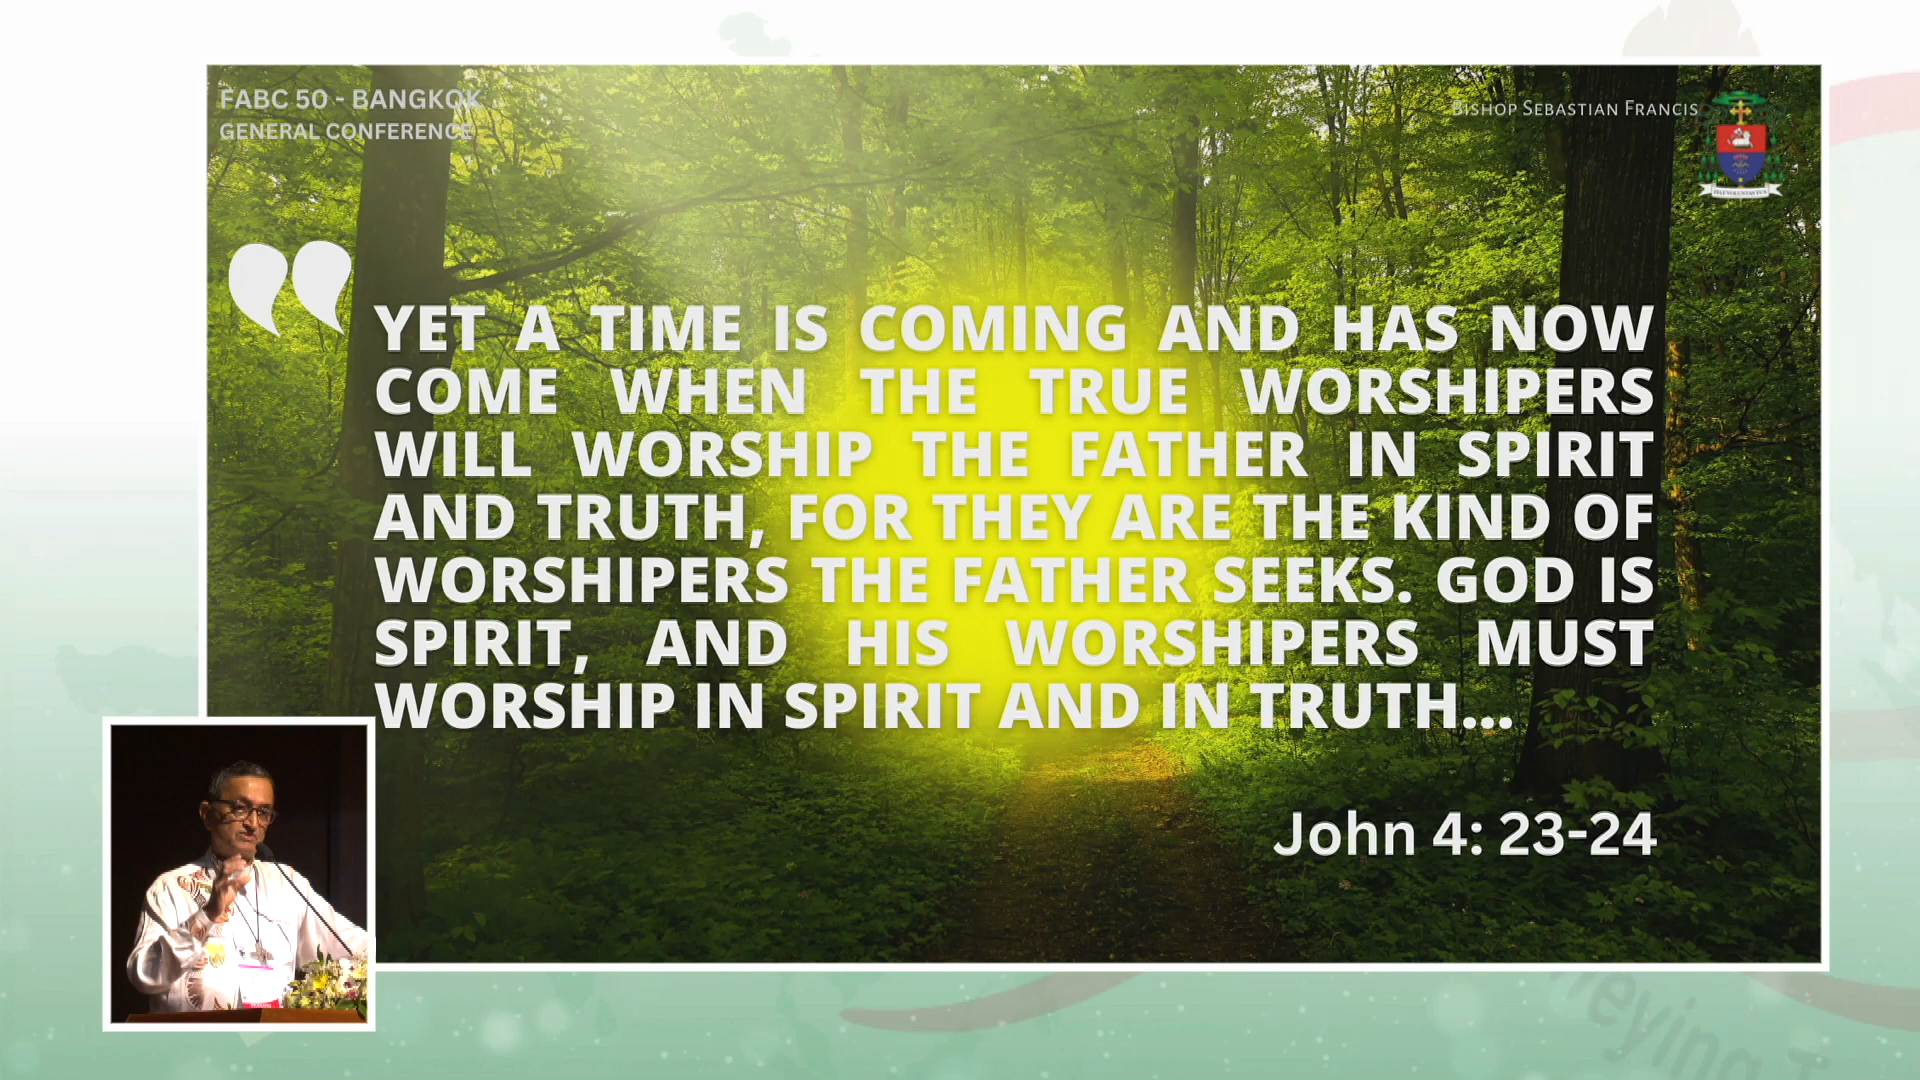 FABC 50 - BANGKOK
GENERAL CONFERENCE
BISHOP SEBASTIAN FRANCIS
YET A TIME IS COMING AND HAS NOW
COME WHEN THE TRUE WORSHIPERS
WILL WORSHIP THE FATHER IN SPIRIT
AND TRUTH, FOR THEY ARE THE KIND OF
WORSHIPERS THE FATHER SEEKS. GOD IS
SPIRIT, AND HIS WORSHIPERS MUST
WORSHIP IN SPIRIT AND IN TRUTH...
John 4: 23-24